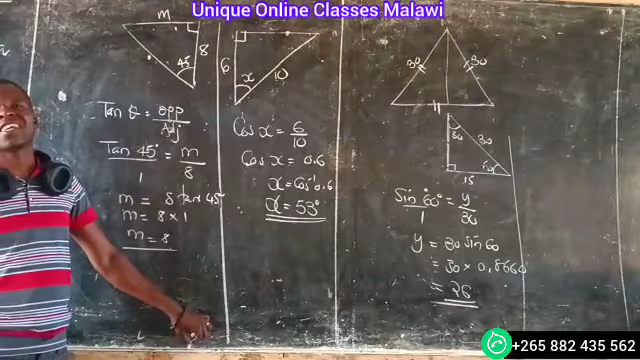 Unique Online Classes Malawi
m
8
45°
Tan θ = opp
Adj
Tan 45° = m
1 8
m = 8 tan 45
m = 8 x 1
m = 8
6
x
10
Cos x = 6
10
Cos x = 0.6
x = Cos⁻¹ 0.6
x = 53°
30
30
30
30
60
15
Sin 60° = y
1 30
y = 30 sin 60
= 30 x 0.8660
= 26
+265 882 435 562